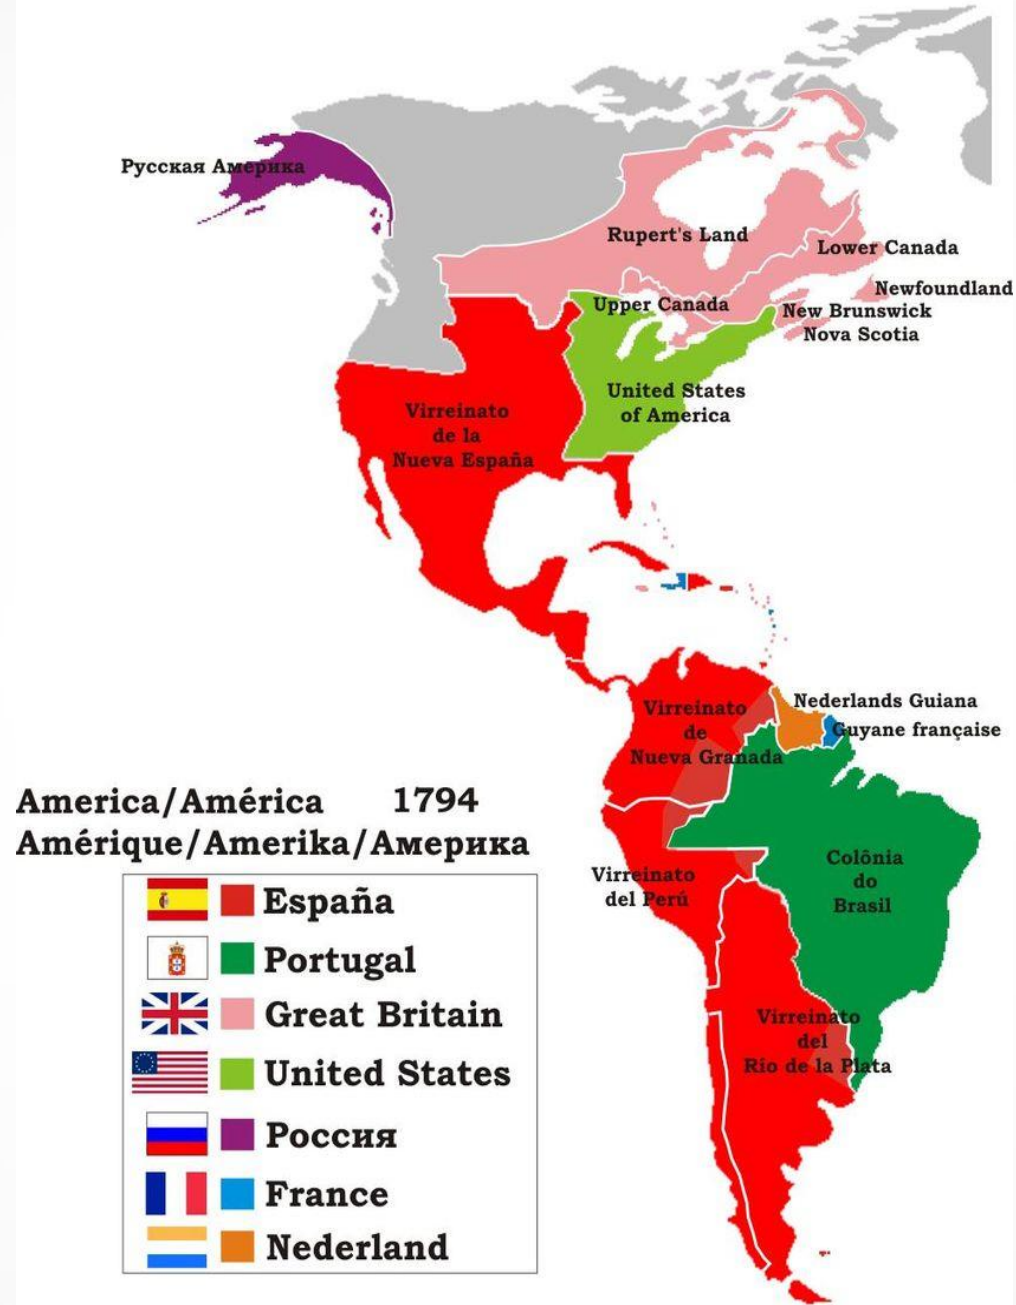 Русская Америка
Rupert's Land
Lower Canada
Newfoundland
Upper Canada
New Brunswick
Nova Scotia
United States
of America
Virreinato
de la
Nueva España
Nederlands Guiana
Guyane française
Virreinato
de
Nueva Granada
Virreinato
del Perú
Colônia
do
Brasil
Virreinato
del
Río de la Plata
America/América 1794
Amérique/Amerika/Америка
España
Portugal
Great Britain
United States
Россия
France
Nederland